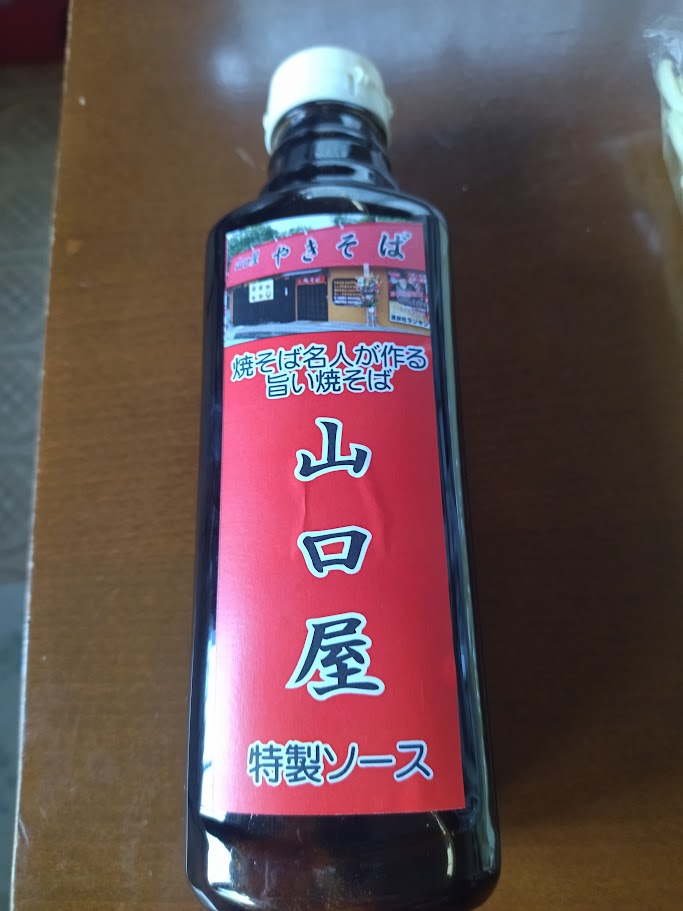 やきそば
焼そば名人が作る
旨い焼そば
山口屋
特製ソース